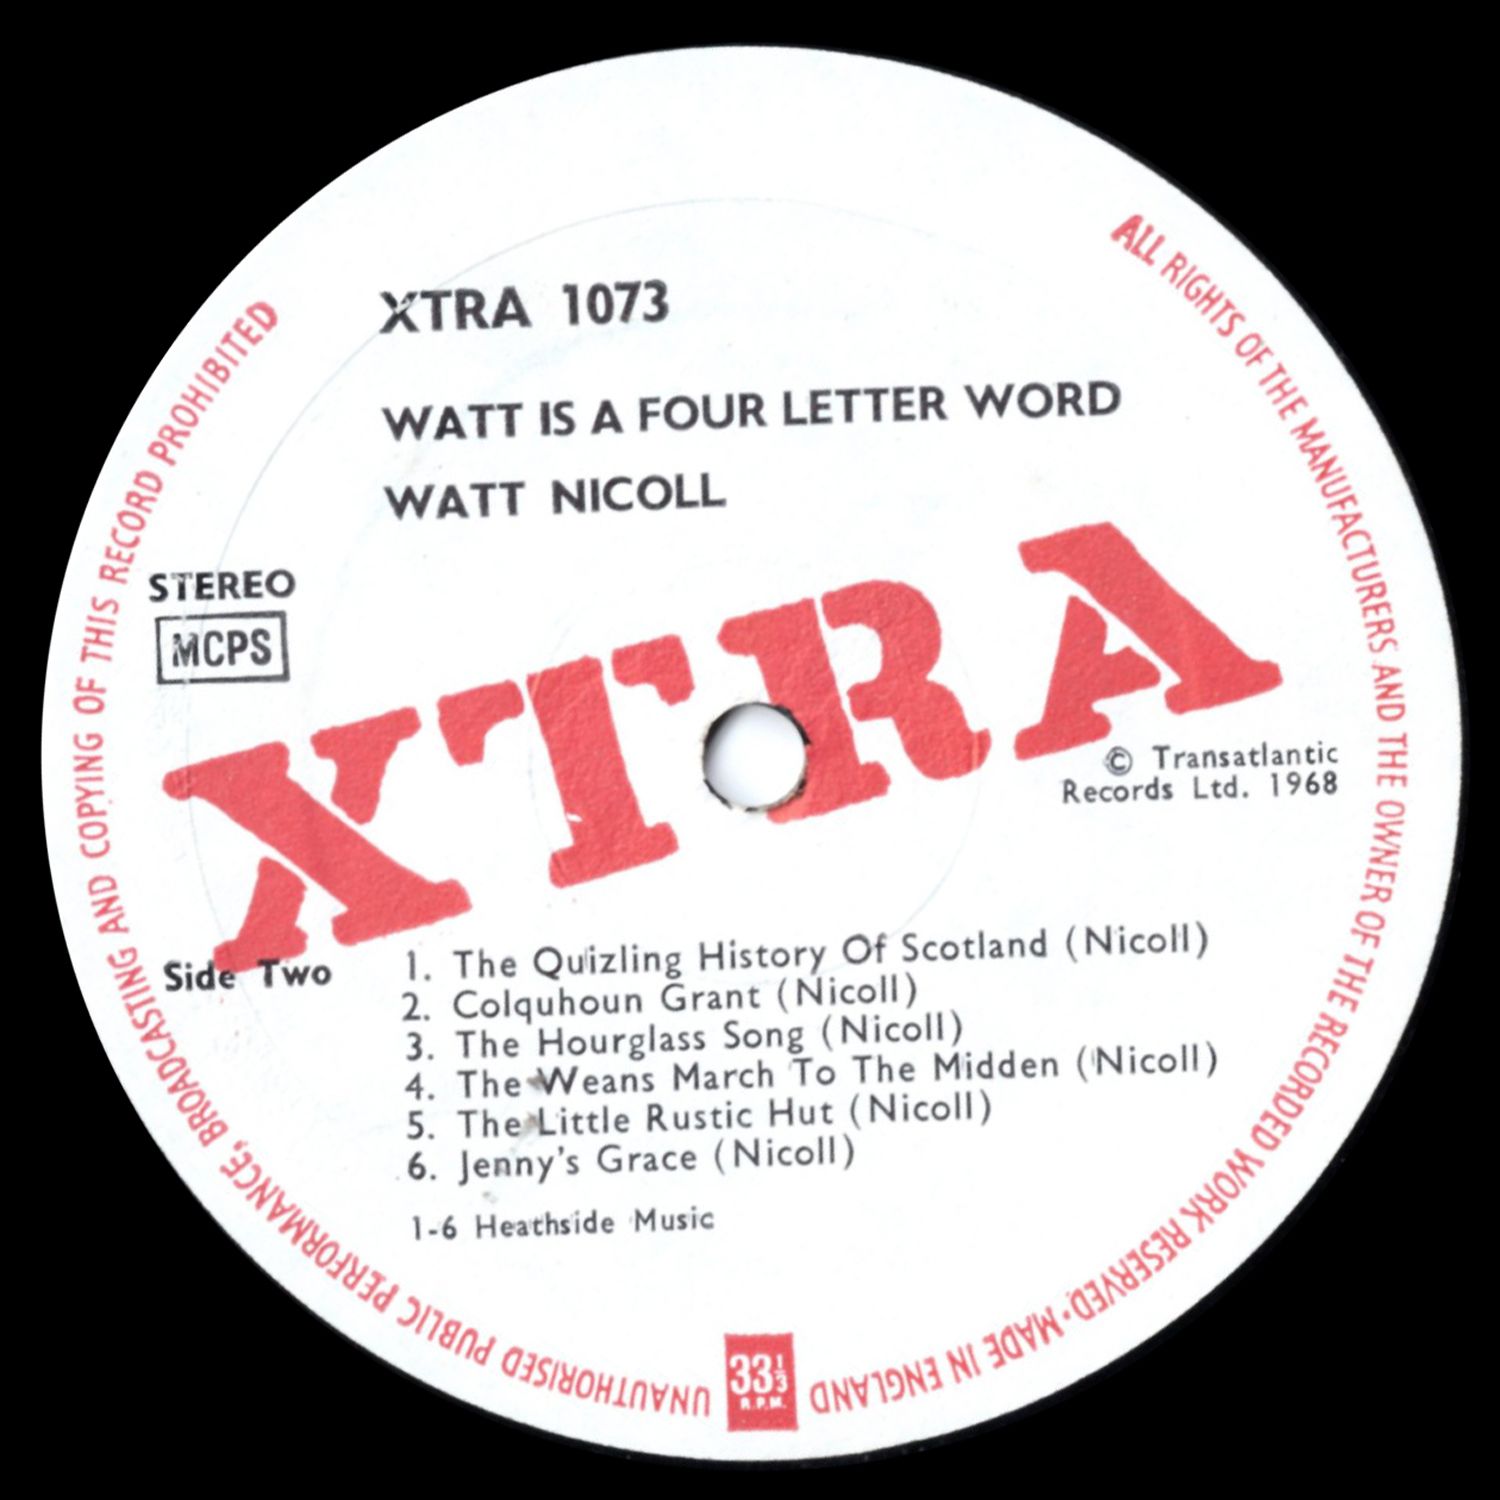 XTRA 1073
WATT IS A FOUR LETTER WORD
WATT NICOLL
STEREO
MCPS
XTRA
© Transatlantic
Records Ltd. 1968
Side Two
1. The Quizling History Of Scotland (Nicoll)
2. Colquhoun Grant (Nicoll)
3. The Hourglass Song (Nicoll)
4. The Weans March To The Midden (Nicoll)
5. The Little Rustic Hut (Nicoll)
6. Jenny's Grace (Nicoll)
1-6 Heathside Music
33⅓
R.P.M.
ALL RIGHTS OF THE MANUFACTURERS AND THE OWNER OF THE RECORDED WORK RESERVED·MADE IN ENGLAND
UNAUTHORISED PUBLIC PERFORMANCE, BROADCASTING AND COPYING OF THIS RECORD PROHIBITED